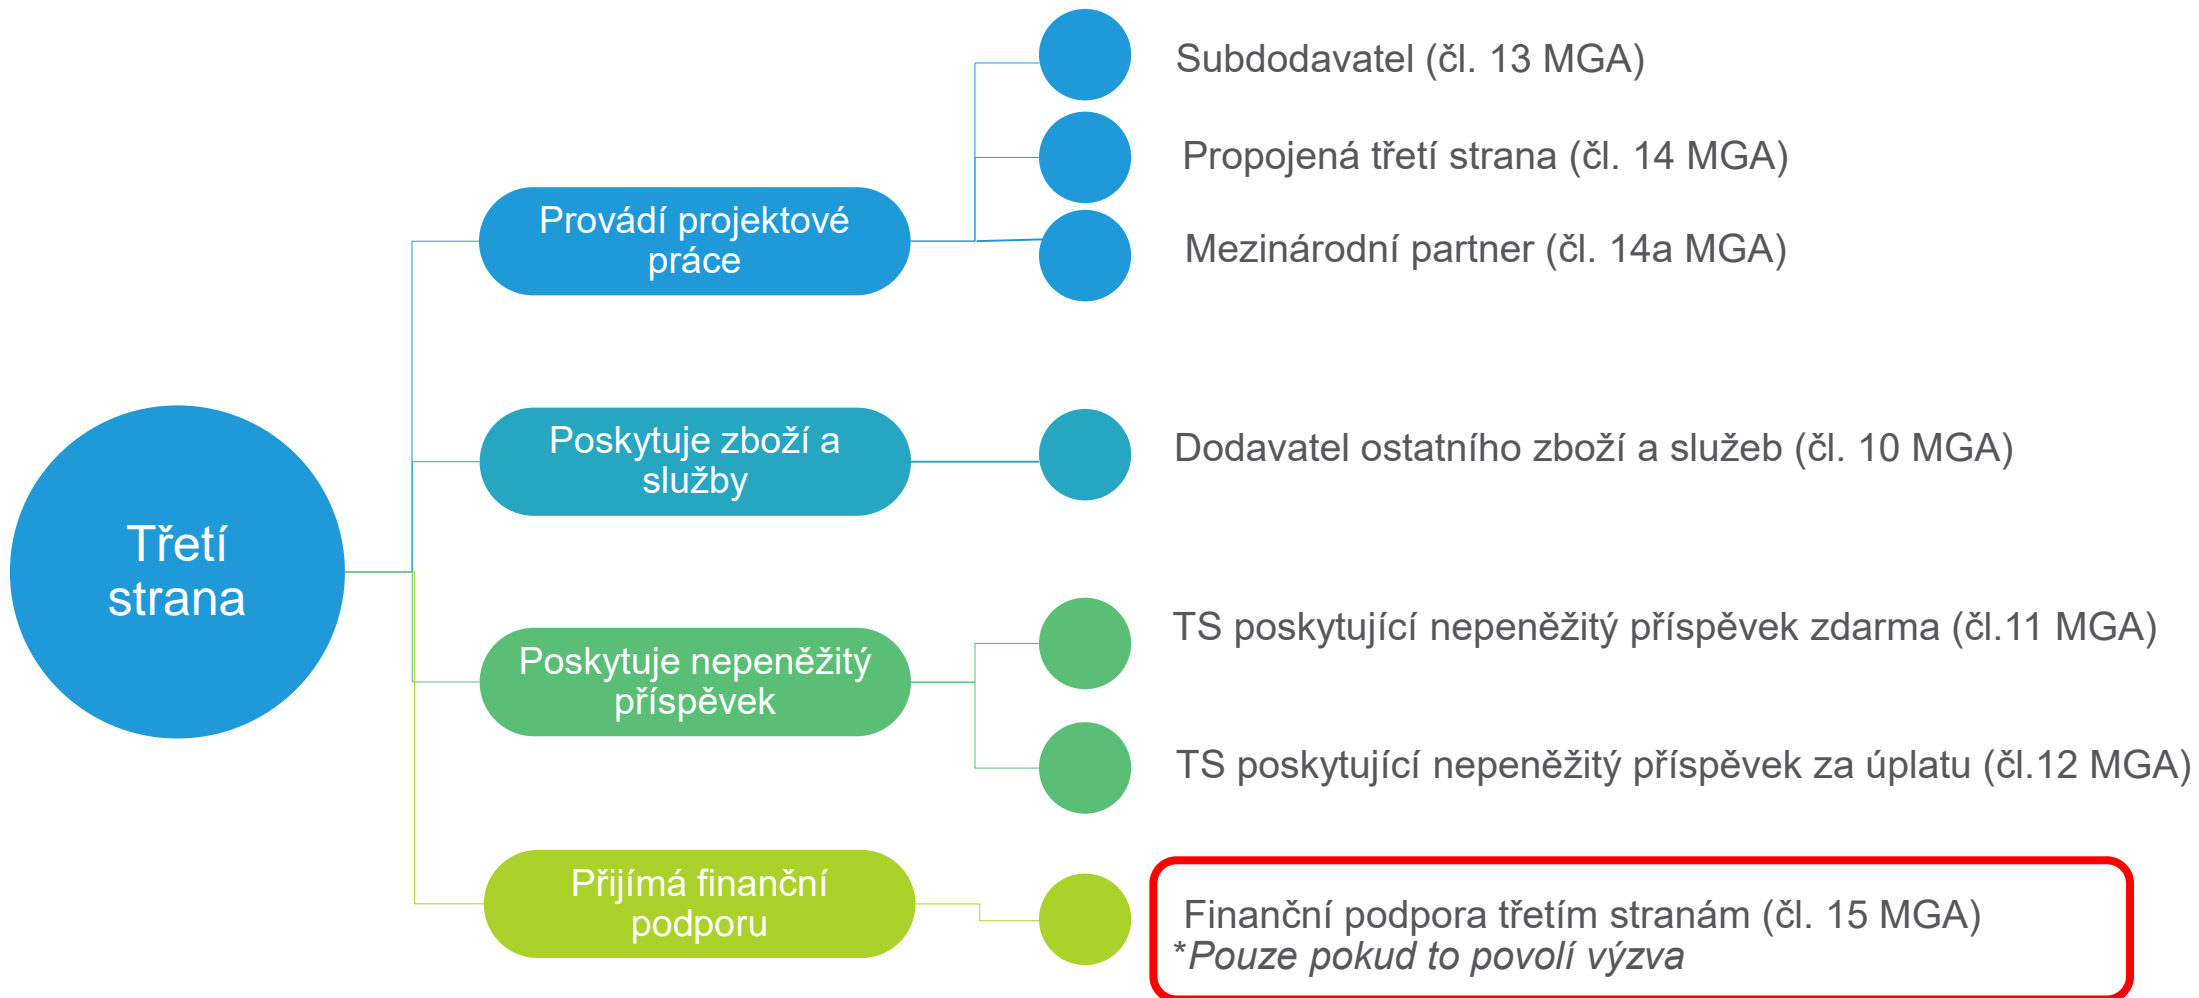 Třetí
strana
Provádí projektové
práce
Subdodavatel (čl. 13 MGA)
Propojená třetí strana (čl. 14 MGA)
Mezinárodní partner (čl. 14a MGA)
Poskytuje zboží a
služby
Dodavatel ostatního zboží a služeb (čl. 10 MGA)
Poskytuje nepeněžitý
příspěvek
TS poskytující nepeněžitý příspěvek zdarma (čl.11 MGA)
TS poskytující nepeněžitý příspěvek za úplatu (čl.12 MGA)
Přijímá finanční
podporu
Finanční podpora třetím stranám (čl. 15 MGA)
*Pouze pokud to povolí výzva